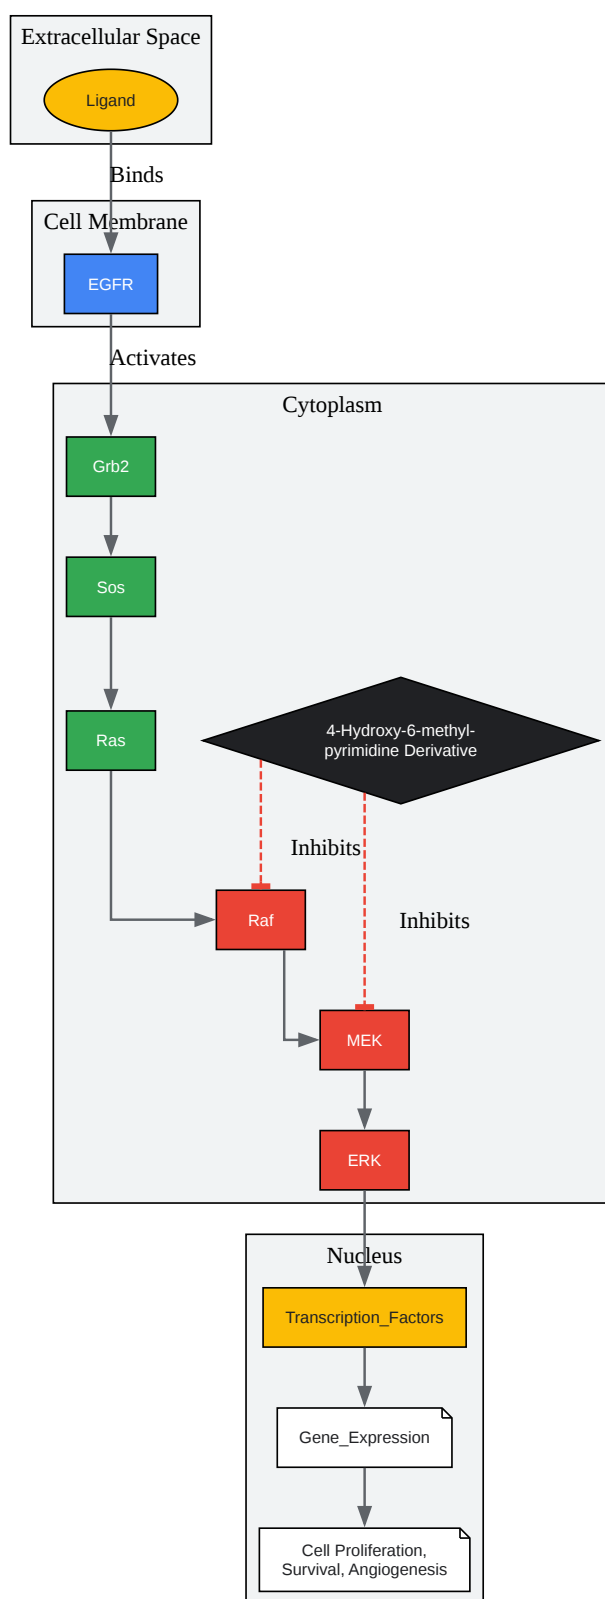 Extracellular Space
Ligand
Binds
Cell Membrane
EGFR
Activates
Cytoplasm
Grb2
Sos
Ras
4-Hydroxy-6-methyl-
pyrimidine Derivative
Inhibits
Raf
Inhibits
MEK
ERK
Nucleus
Transcription_Factors
Gene_Expression
Cell Proliferation,
Survival, Angiogenesis